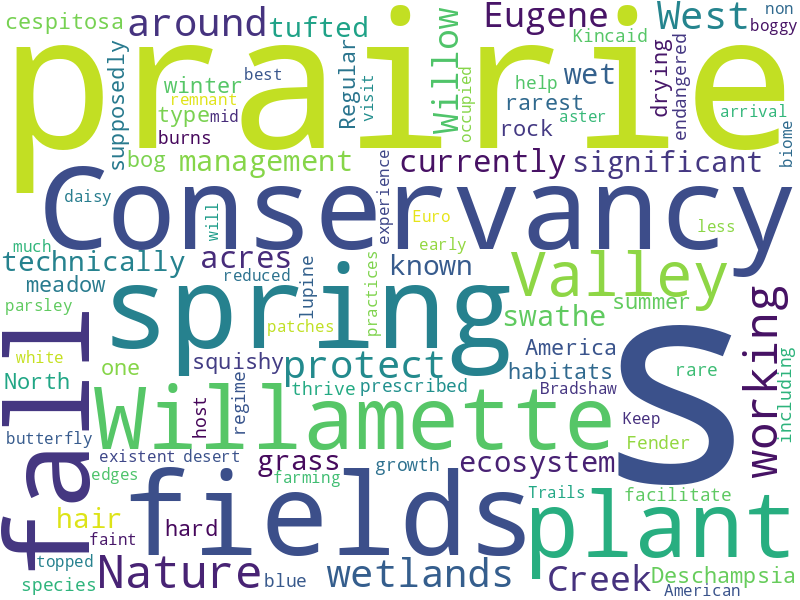 cespitosa around tufted Eugene West non boggy
prairie
supposedly winter best remnant type mid burns
Regular visit Willow occupied Kincaid help wet rarest aster rock drying endangered arrival biome
bog management currently significant
Conservancy
daisy will experience Euro early less
much technically acres known Valley
meadow reduced lupine practices summer
parsley spring patches swathe
fall white squishy protect America habitats S rare working including
North one thrive prescribed Bradshaw Keep
butterfly host regime Willamette Fender
existent desert grass growth ecosystem
edges farming Trails facilitate
hair faint hard fields plant
topped Nature blue wetlands Creek Deschampsia
species American